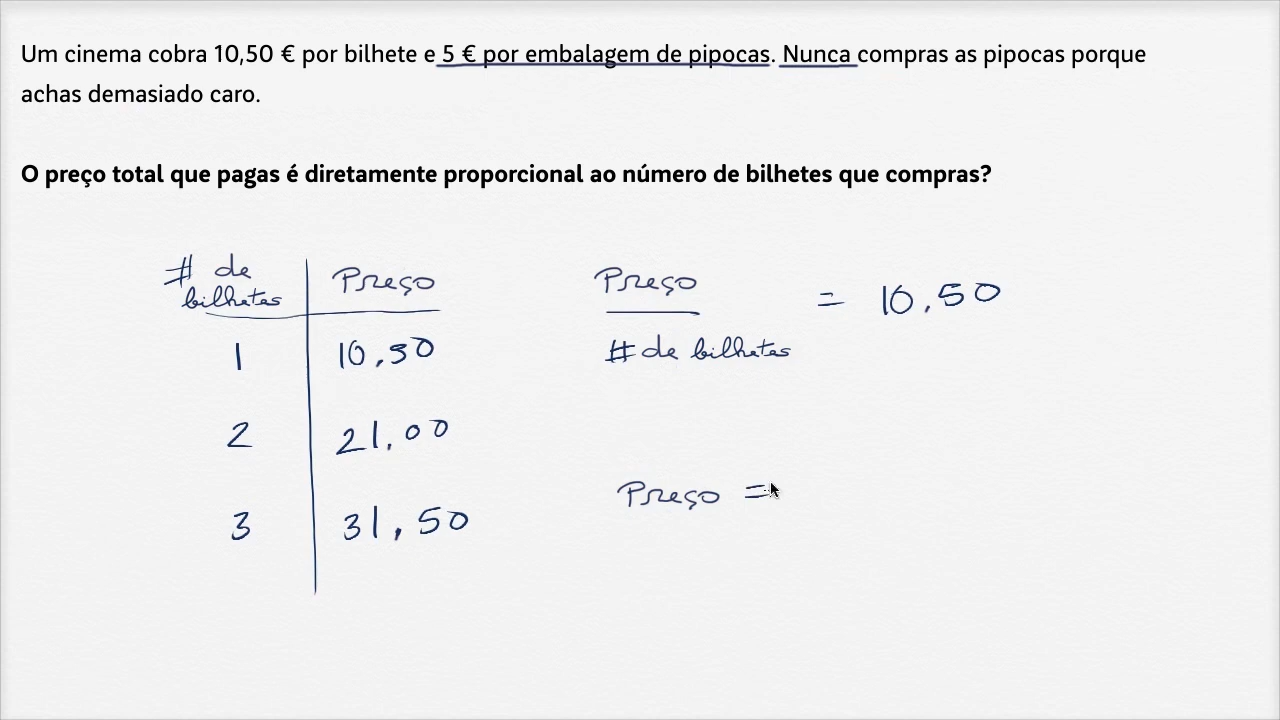 Um cinema cobra 10,50 € por bilhete e 5 € por embalagem de pipocas. Nunca compras as pipocas porque
achas demasiado caro.
O preço total que pagas é diretamente proporcional ao número de bilhetes que compras?
# de
bilhetes
Preço
1
10,50
2
21,00
3
31,50
Preço
# de bilhetes
= 10,50
Preço =